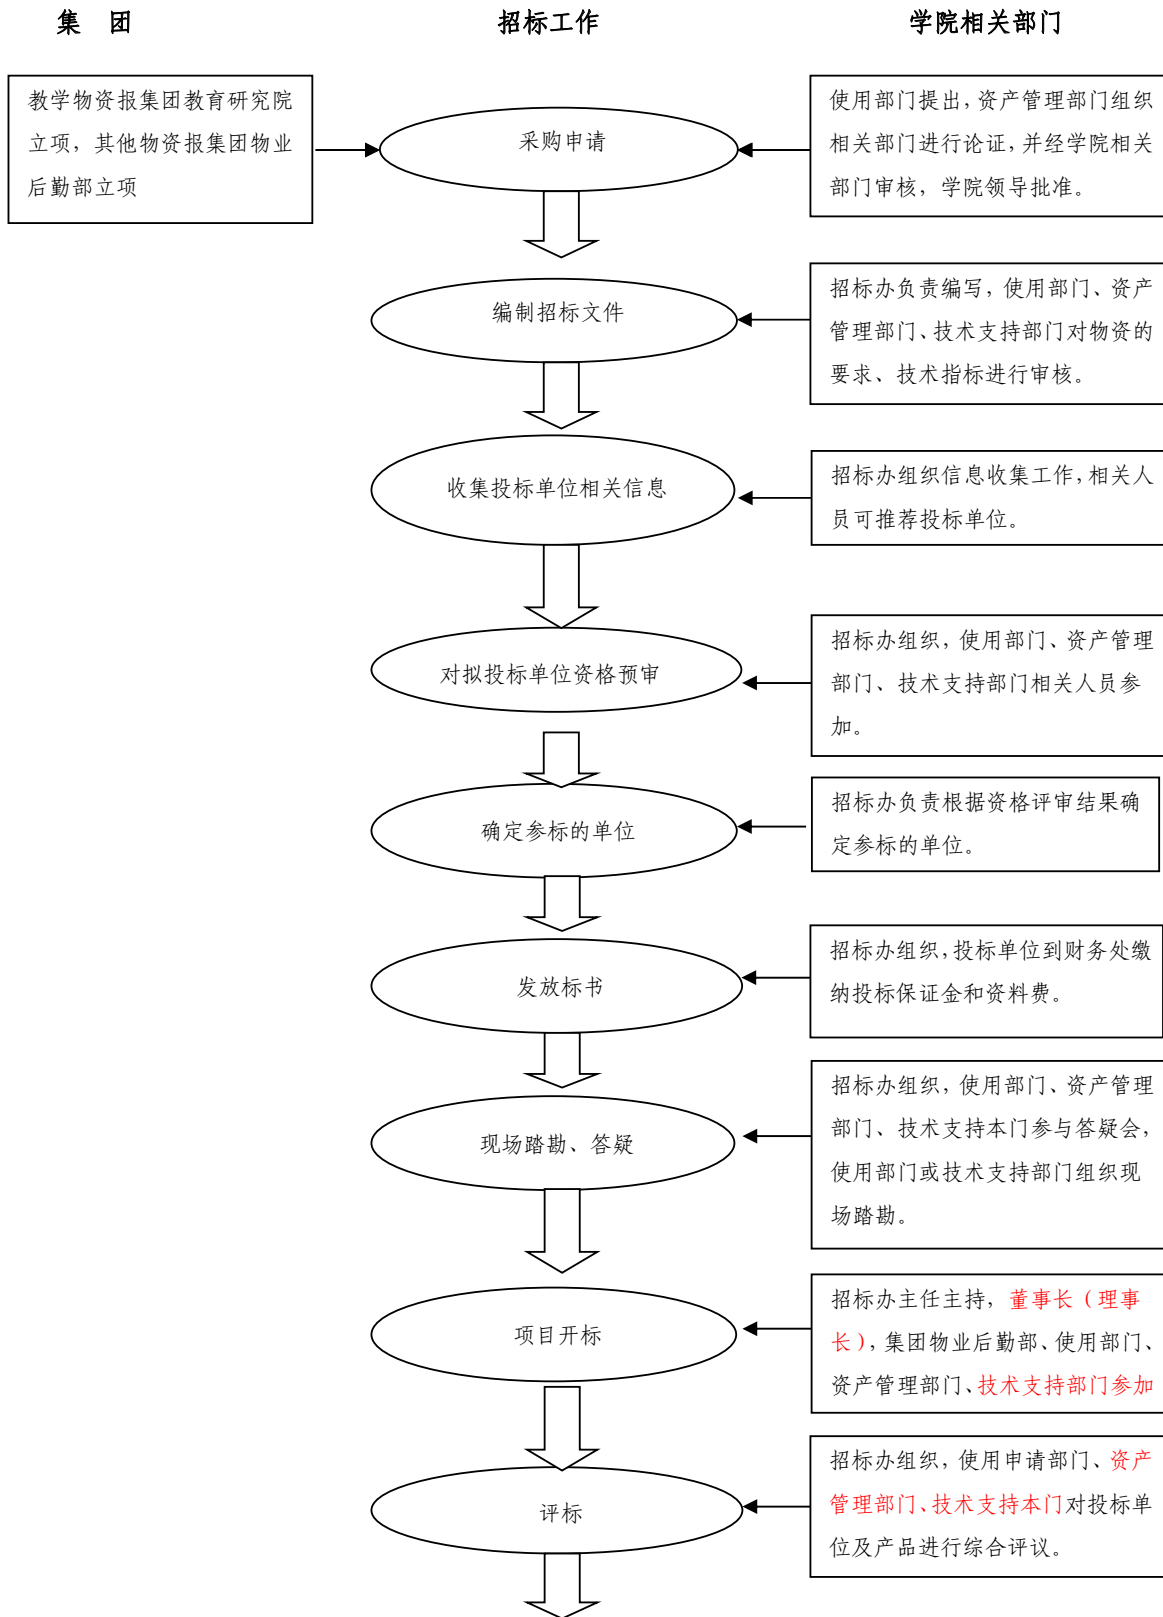 集　团
招标工作
学院相关部门
教学物资报集团教育研究院
立项，其他物资报集团物业
后勤部立项
采购申请
使用部门提出，资产管理部门组织
相关部门进行论证，并经学院相关
部门审核，学院领导批准。
编制招标文件
招标办负责编写，使用部门、资产
管理部门、技术支持部门对物资的
要求、技术指标进行审核。
收集投标单位相关信息
招标办组织信息收集工作，相关人
员可推荐投标单位。
对拟投标单位资格预审
招标办组织，使用部门、资产管理
部门、技术支持部门相关人员参
加。
确定参标的单位
招标办负责根据资格评审结果确
定参标的单位。
发放标书
招标办组织，投标单位到财务处缴
纳投标保证金和资料费。
现场踏勘、答疑
招标办组织，使用部门、资产管理
部门、技术支持本门参与答疑会，
使用部门或技术支持部门组织现
场踏勘。
项目开标
招标办主任主持，董事长（理事
长），集团物业后勤部、使用部门、
资产管理部门、技术支持部门参加
评标
招标办组织，使用申请部门、资产
管理部门、技术支持本门对投标单
位及产品进行综合评议。